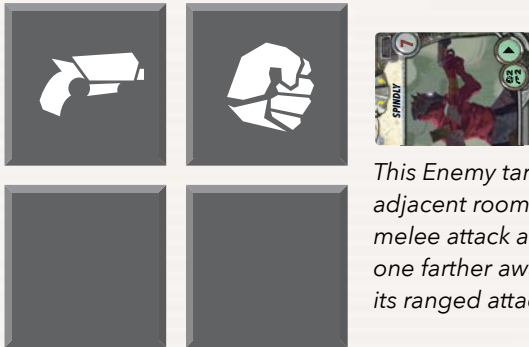 7
SPINDLY
This Enemy tar
adjacent room
melee attack a
one farther aw
its ranged attac